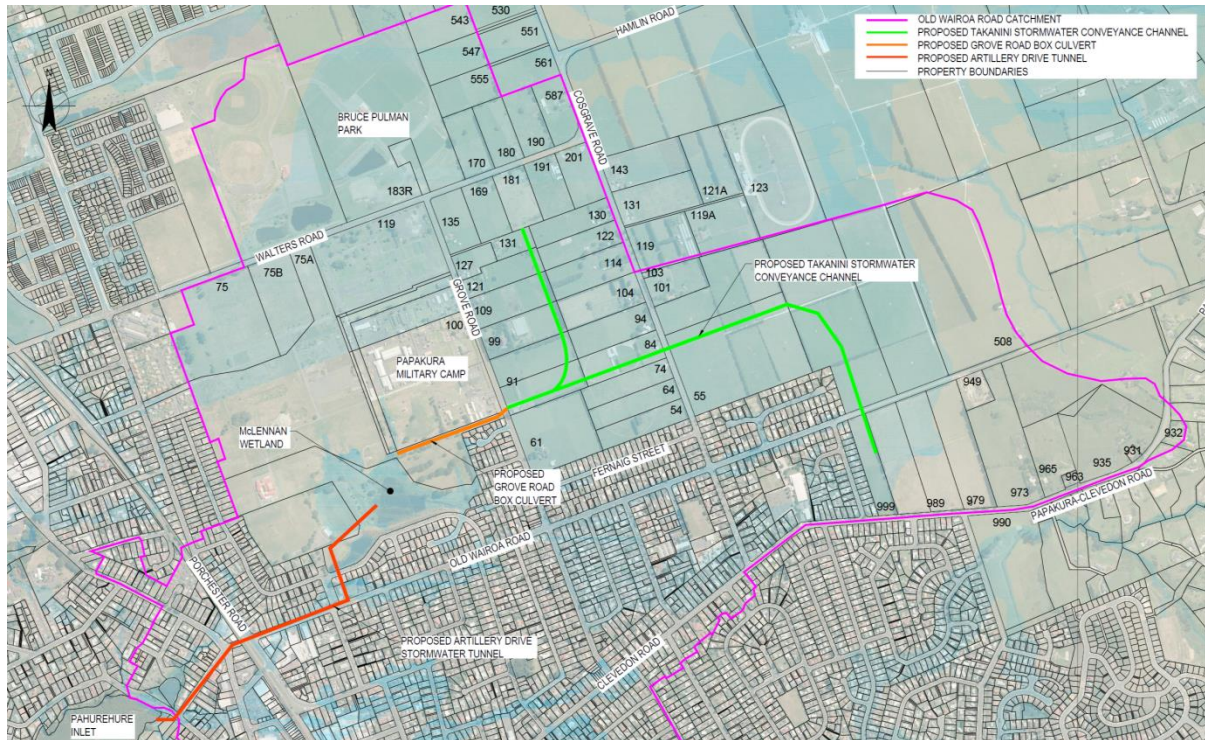 OLD WAIROA ROAD CATCHMENT
PROPOSED TAKANINI STORMWATER CONVEYANCE CHANNEL
PROPOSED GROVE ROAD BOX CULVERT
PROPOSED ARTILLERY DRIVE TUNNEL
PROPERTY BOUNDARIES
N
543
530
551
547
561
555
587
HAMLIN ROAD
COSGRAVE ROAD
BRUCE PULMAN
PARK
190
180
170
201
191
181
169
183R
143
121A
123
119
135
130
131
119A
WALTERS ROAD
131
122
119
75A
75B
75
127
114
103
101
PROPOSED TAKANINI STORMWATER
CONVEYANCE CHANNEL
121
GROVE ROAD
109
104
100
99
94
84
508
PAPAKURA
MILITARY CAMP
91
74
64
55
54
949
McLENNAN
WETLAND
61
FERNAIG STREET
PROPOSED
GROVE ROAD
BOX CULVERT
932
931
935
963
965
973
979
989
999
990
PAPAKURA-CLEVEDON ROAD
OLD WAIROA ROAD
PORCHESTER ROAD
PROPOSED ARTILLERY DRIVE
STORMWATER TUNNEL
CLEVEDON ROAD
PAHUREHURE
INLET